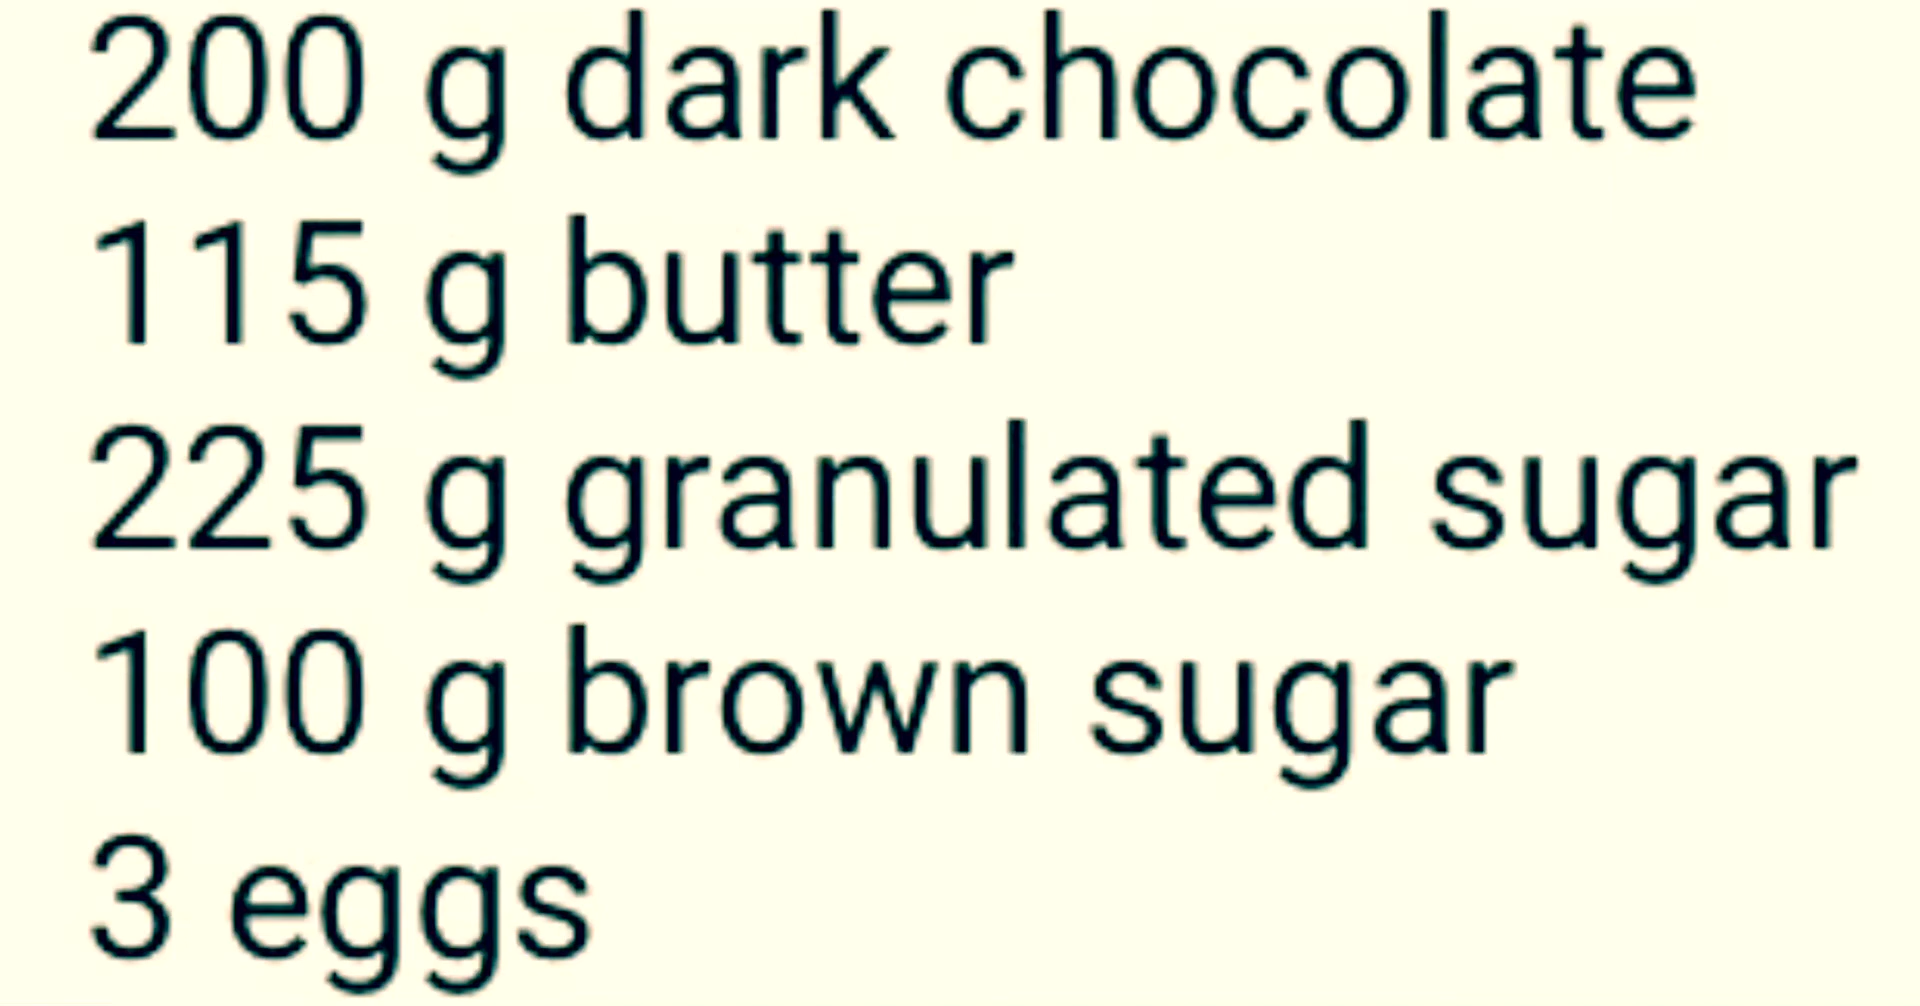 200 g dark chocolate
115 g butter
225 g granulated sugar
100 g brown sugar
3 eggs